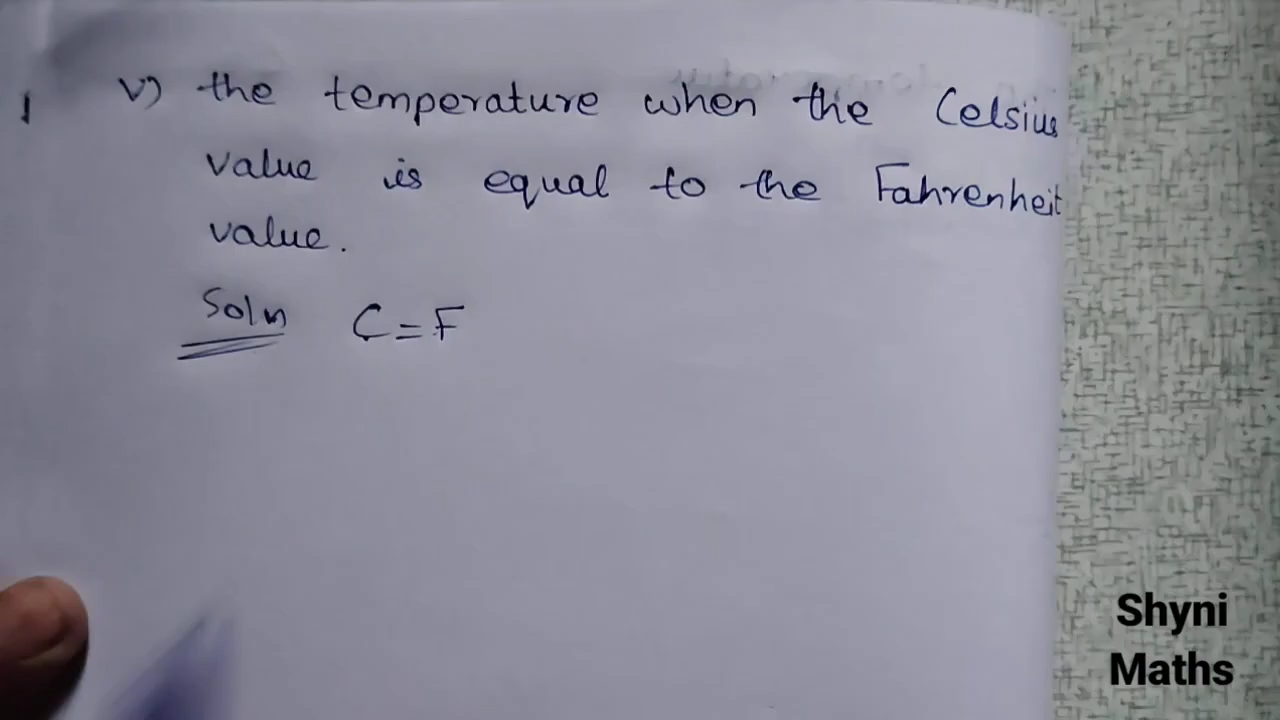 v) the temperature when the Celsius
value is equal to the Fahrenheit
value.
Soln C=F
Shyni
Maths